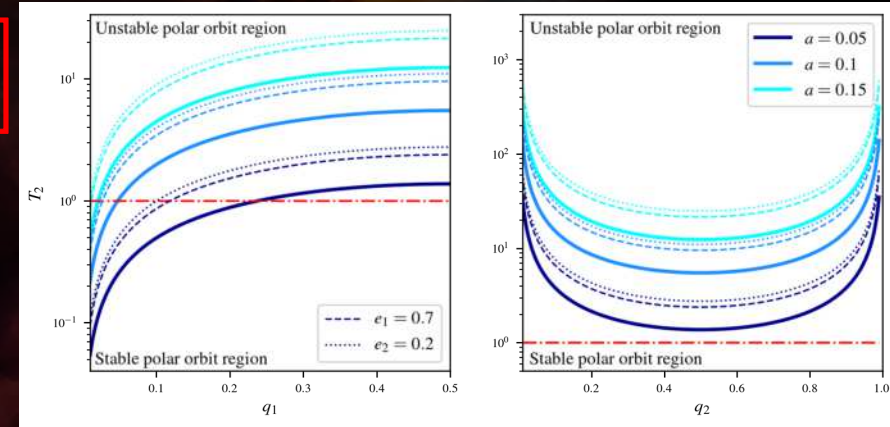 Unstable polar orbit region
10¹
T₂
10⁰
10⁻¹
Stable polar orbit region
e₁ = 0.7
e₂ = 0.2
0.1 0.2 0.3 0.4 0.5
q₁
Unstable polar orbit region
a = 0.05
a = 0.1
a = 0.15
10³
10²
10¹
10⁰
Stable polar orbit region
0.2 0.4 0.6 0.8 1.0
q₂